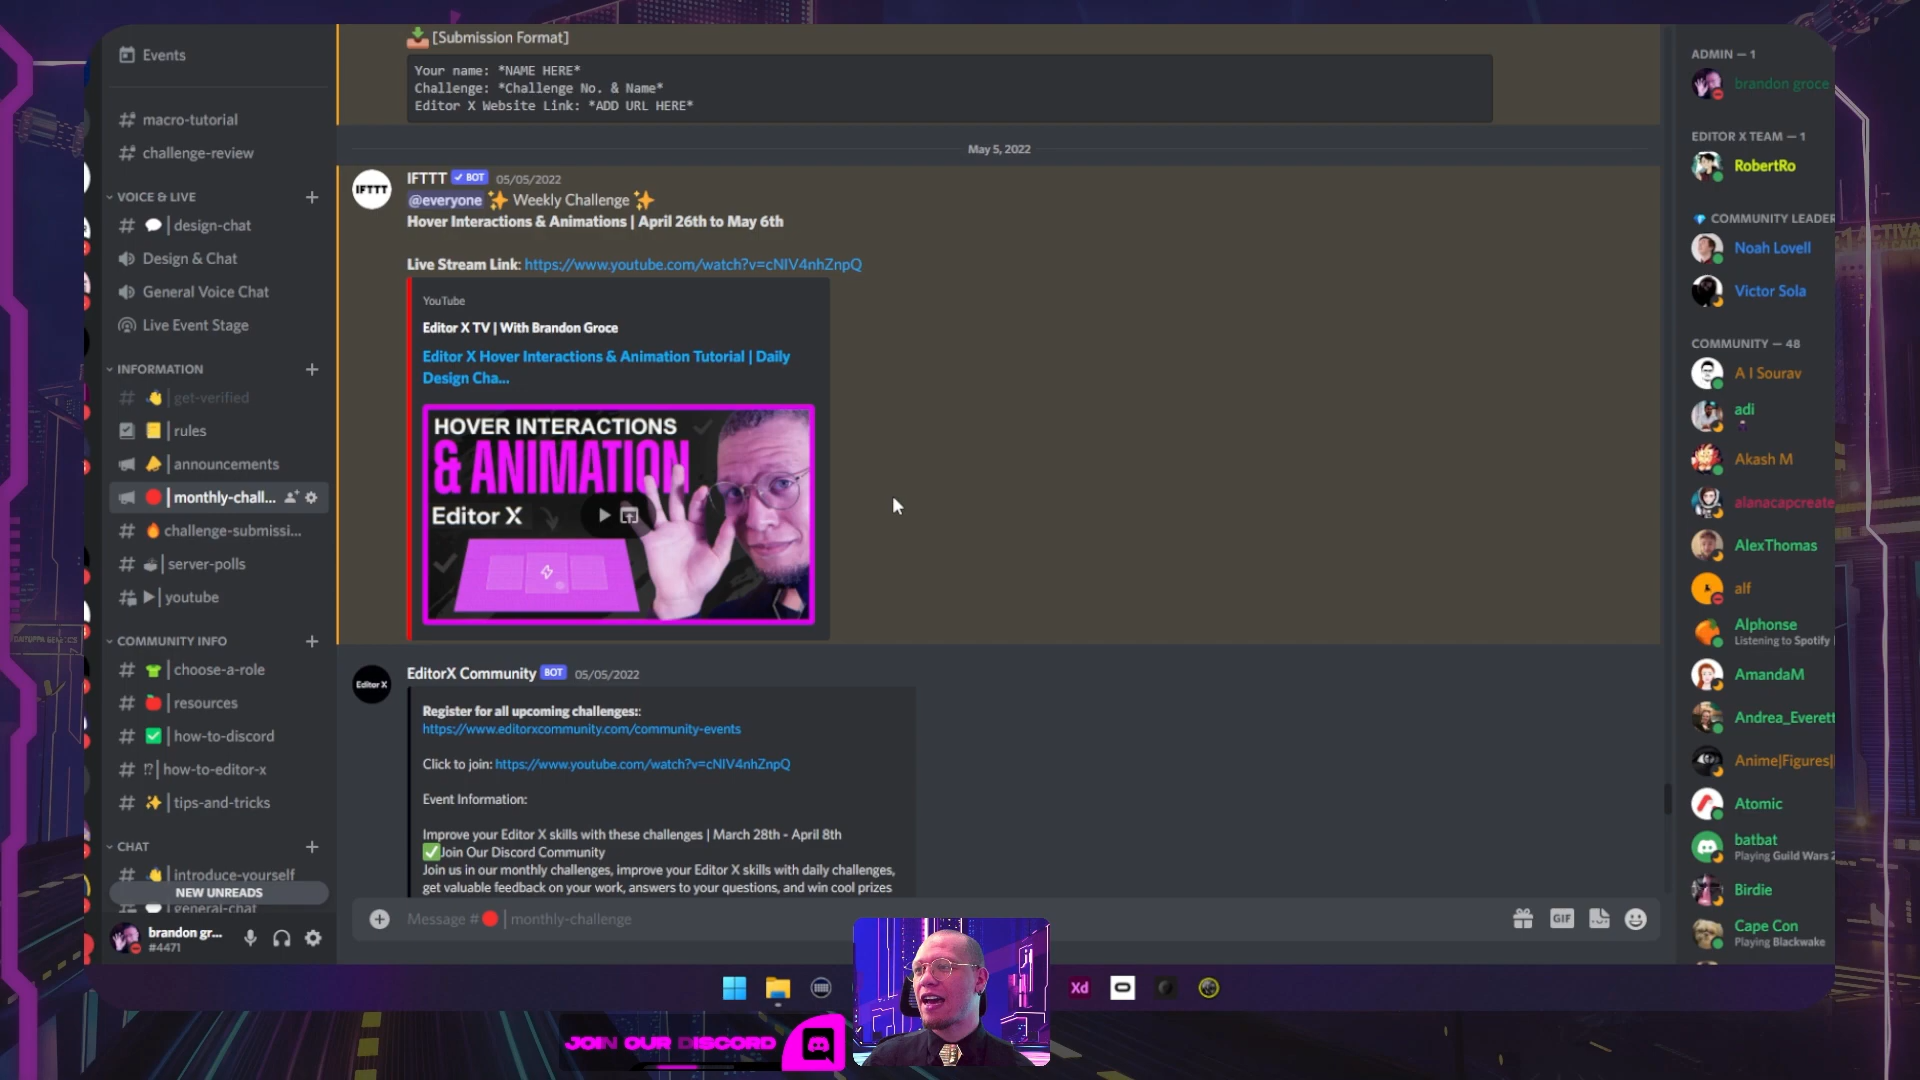 Events
macro-tutorial
challenge-review
VOICE & LIVE
design-chat
Design & Chat
General Voice Chat
Live Event Stage
INFORMATION
get-verified
rules
announcements
monthly-chall...
challenge-submissi...
server-polls
youtube
COMMUNITY INFO
choose-a-role
resources
how-to-discord
!? how-to-editor-x
tips-and-tricks
CHAT
introduce-yourself
NEW UNREADS
general-chat
brandon gr...
#4471
[Submission Format]
Your name: *NAME HERE*
Challenge: *Challenge No. & Name*
Editor X Website Link: *ADD URL HERE*
May 5, 2022
IFTTT
IFTTT BOT 05/05/2022
@everyone ✨ Weekly Challenge ✨
Hover Interactions & Animations | April 26th to May 6th
Live Stream Link: https://www.youtube.com/watch?v=cNIV4nhZnpQ
YouTube
Editor X TV | With Brandon Groce
Editor X Hover Interactions & Animation Tutorial | Daily
Design Cha...
HOVER INTERACTIONS
& ANIMATION
Editor X
Editor X
EditorX Community BOT 05/05/2022
Register for all upcoming challenges::
https://www.editorxcommunity.com/community-events
Click to join: https://www.youtube.com/watch?v=cNIV4nhZnpQ
Event Information:
Improve your Editor X skills with these challenges | March 28th - April 8th
✅Join Our Discord Community
Join us in our monthly challenges, improve your Editor X skills with daily challenges,
get valuable feedback on your work, answers to your questions, and win cool prizes
Message #🔴 | monthly-challenge
GIF
ADMIN — 1
brandon groce
EDITOR X TEAM — 1
RobertRo
COMMUNITY LEADER
Noah Lovell
Victor Sola
COMMUNITY — 48
A I Sourav
adi
Akash M
alanacapcreate
AlexThomas
alf
Alphonse
Listening to Spotify
AmandaM
Andrea_Everett
Anime|Figures|
Atomic
batbat
Playing Guild Wars 2
Birdie
Cape Con
Playing Blackwake
Xd
JOIN OUR DISCORD